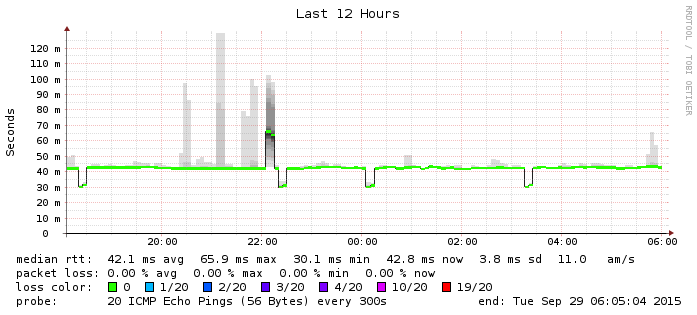 Last 12 Hours
RRDTOOL / TOBI OETIKER
Seconds
120 m
110 m
100 m
90 m
80 m
70 m
60 m
50 m
40 m
30 m
20 m
10 m
0
20:00 22:00 00:00 02:00 04:00 06:00
median rtt: 42.1 ms avg 65.9 ms max 30.1 ms min 42.8 ms now 3.8 ms sd 11.0 am/s
packet loss: 0.00 % avg 0.00 % max 0.00 % min 0.00 % now
loss color: 0 1/20 2/20 3/20 4/20 10/20 19/20
probe: 20 ICMP Echo Pings (56 Bytes) every 300s end: Tue Sep 29 06:05:04 2015